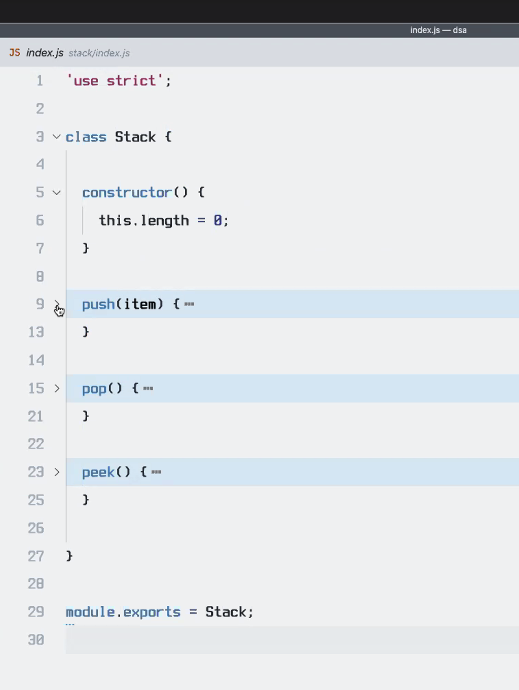 index.js — dsa
JS index.js stack/index.js
1 'use strict';
2
3 class Stack {
4
5 constructor() {
6 this.length = 0;
7 }
8
9 push(item) { ⋯
13 }
14
15 pop() { ⋯
21 }
22
23 peek() { ⋯
25 }
26
27 }
28
29 module.exports = Stack;
30